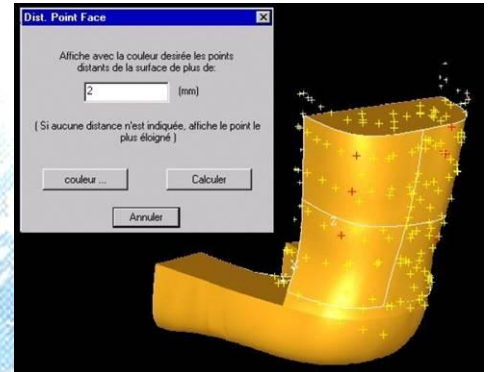 Dist. Point Face
Affiche avec la couleur desirée les points
distants de la surface de plus de:
2 (mm)
( Si aucune distance n'est indiquée, affiche le point le
plus éloigné )
couleur ... Calculer
Annuler
2